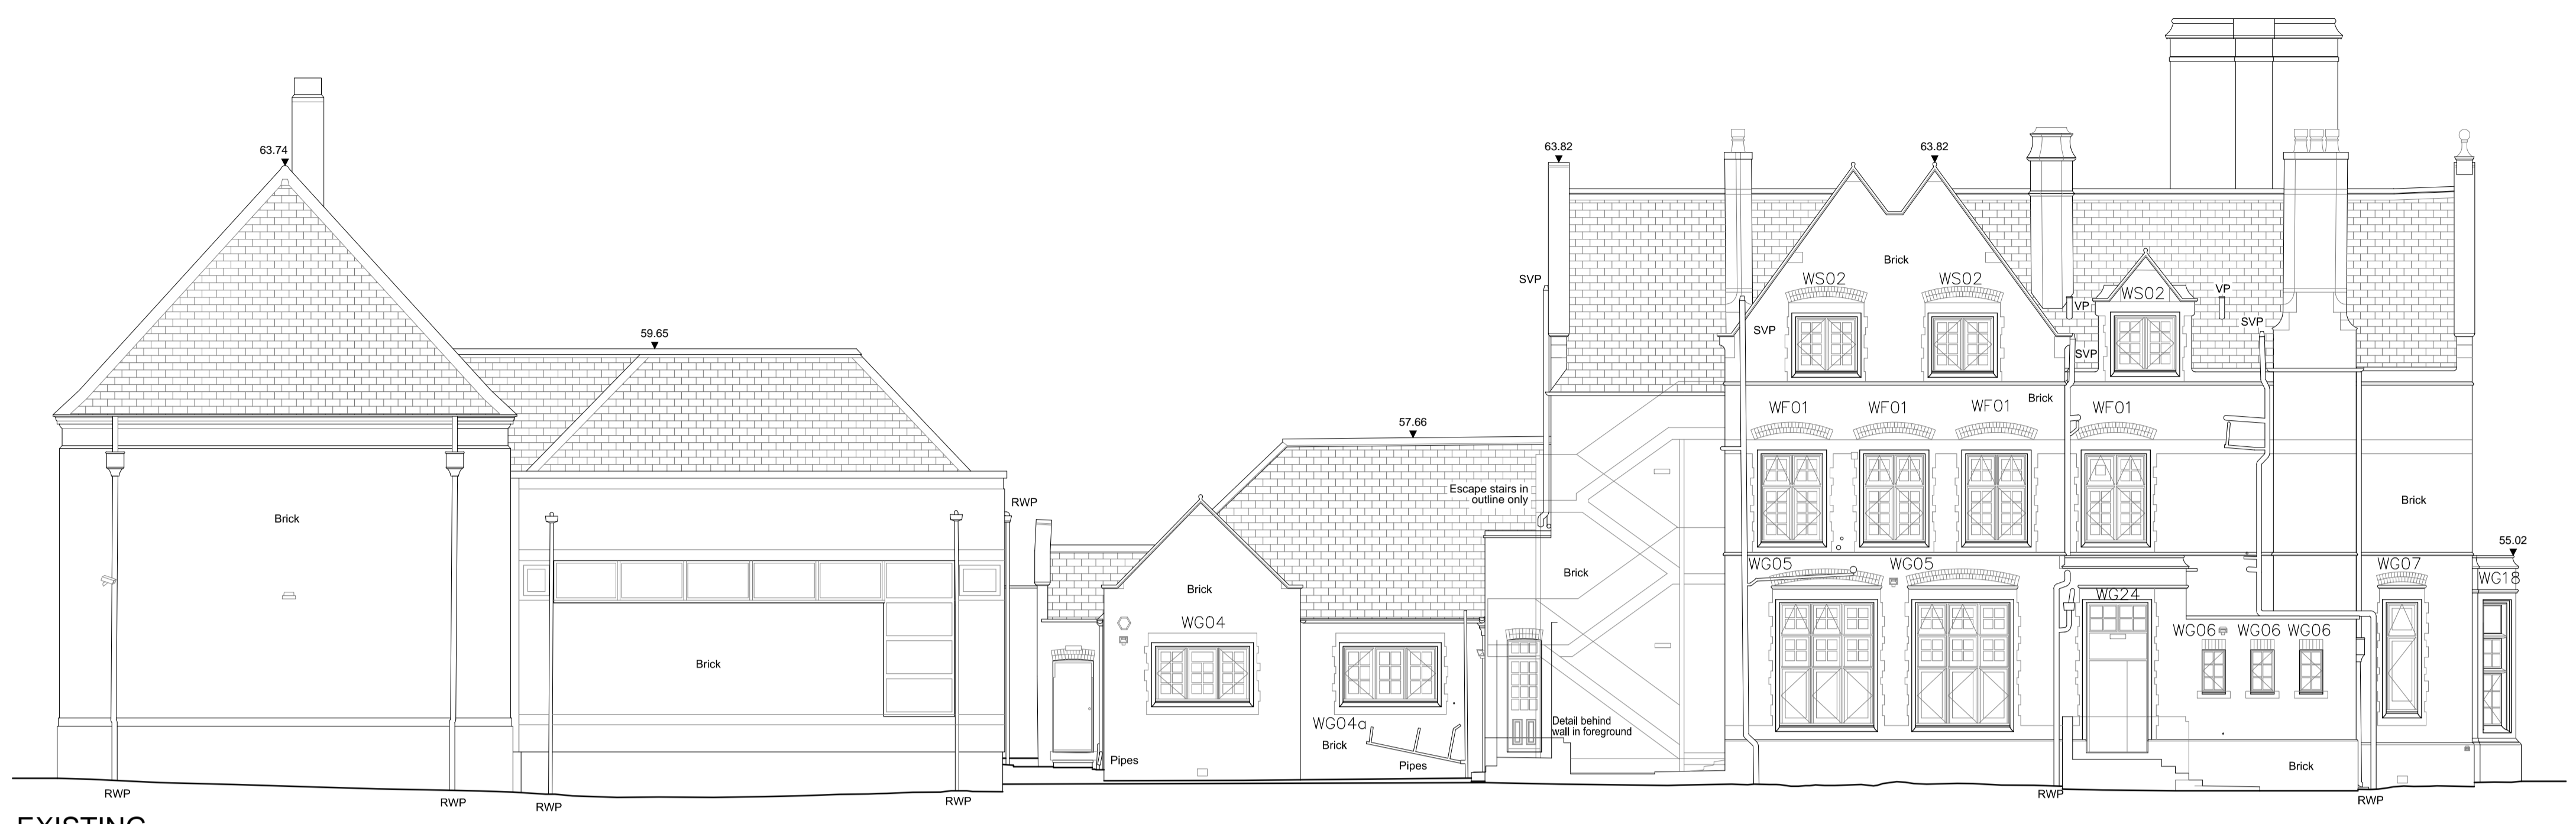 63.74
63.82
63.82
SVP
Brick
WS02
WS02
WS02
VP
VP
SVP
SVP
SVP
59.65
57.66
Brick
WF01
WF01
WF01
WF01
Escape stairs in
outline only
RWP
Brick
Brick
55.02
Brick
WG05
WG05
WG07
WG18
Brick
WG24
WG04
WG06
WG06
WG06
Brick
WG04a
Detail behind
wall in foreground
Brick
Pipes
Pipes
Brick
RWP
RWP
RWP
RWP
RWP
RWP
EXISTING